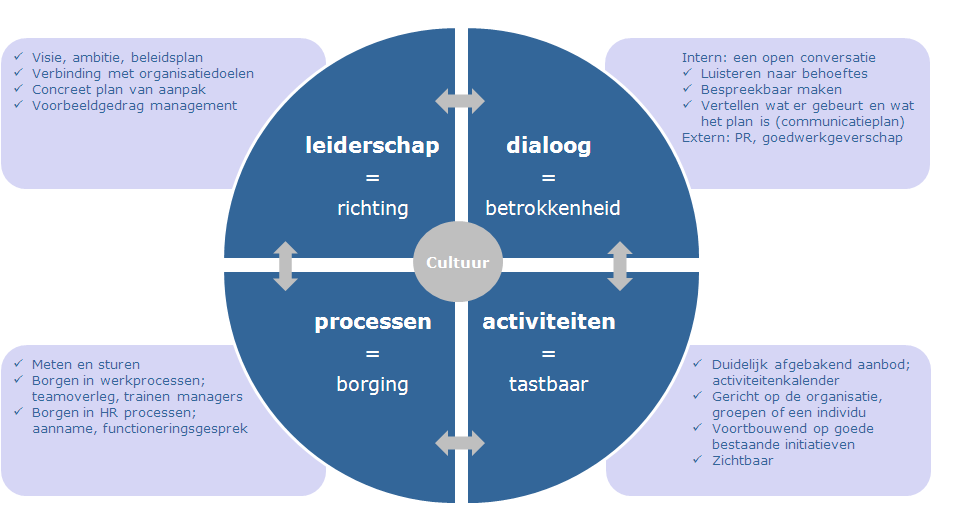 Visie, ambitie, beleidsplan
Verbinding met organisatiedoelen
Concreet plan van aanpak
Voorbeeldgedrag management
Intern: een open conversatie
Luisteren naar behoeftes
Bespreekbaar maken
Vertellen wat er gebeurt en wat
het plan is (communicatieplan)
Extern: PR, goedwerkgeverschap
leiderschap
=
richting
dialoog
=
betrokkenheid
Cultuur
processen
=
borging
activiteiten
=
tastbaar
Meten en sturen
Borgen in werkprocessen;
teamoverleg, trainen managers
Borgen in HR processen;
aanname, functioneringsgesprek
Duidelijk afgebakend aanbod;
activiteitenkalender
Gericht op de organisatie,
groepen of een individu
Voortbouwend op goede
bestaande initiatieven
Zichtbaar